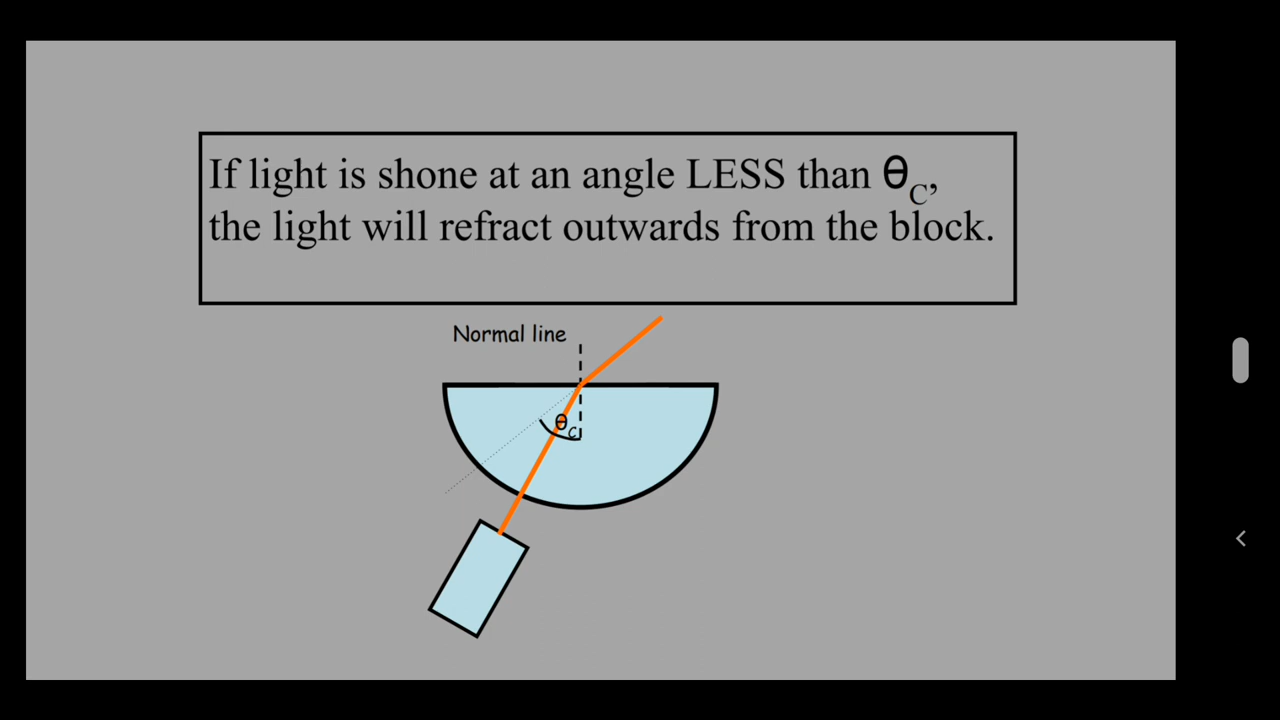 If light is shone at an angle LESS than θC,
the light will refract outwards from the block.
Normal line
θC